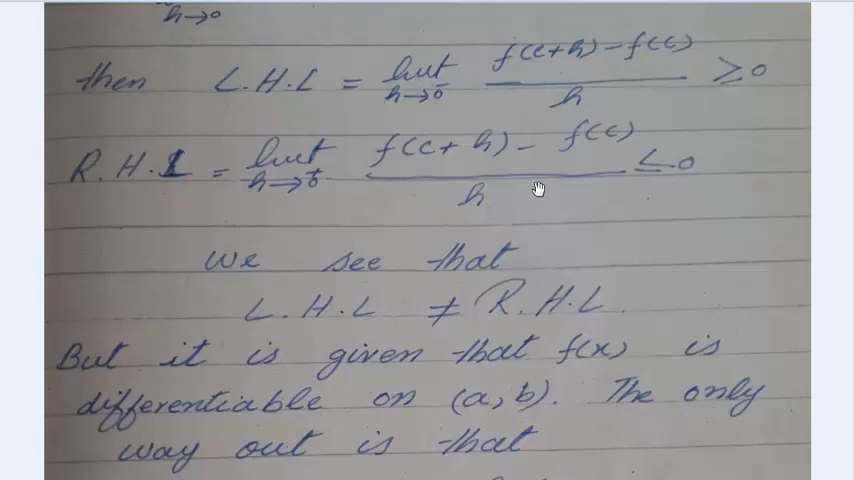 h→0
then L.H.L = lim h→0⁻ f(c+h)-f(c) / h ≥0
R.H.L = lim h→0⁺ f(c+h) - f(c) / h ≤0
we see that
L.H.L ≠ R.H.L.
But it is given that f(x) is
differentiable on (a,b). The only
way out is that